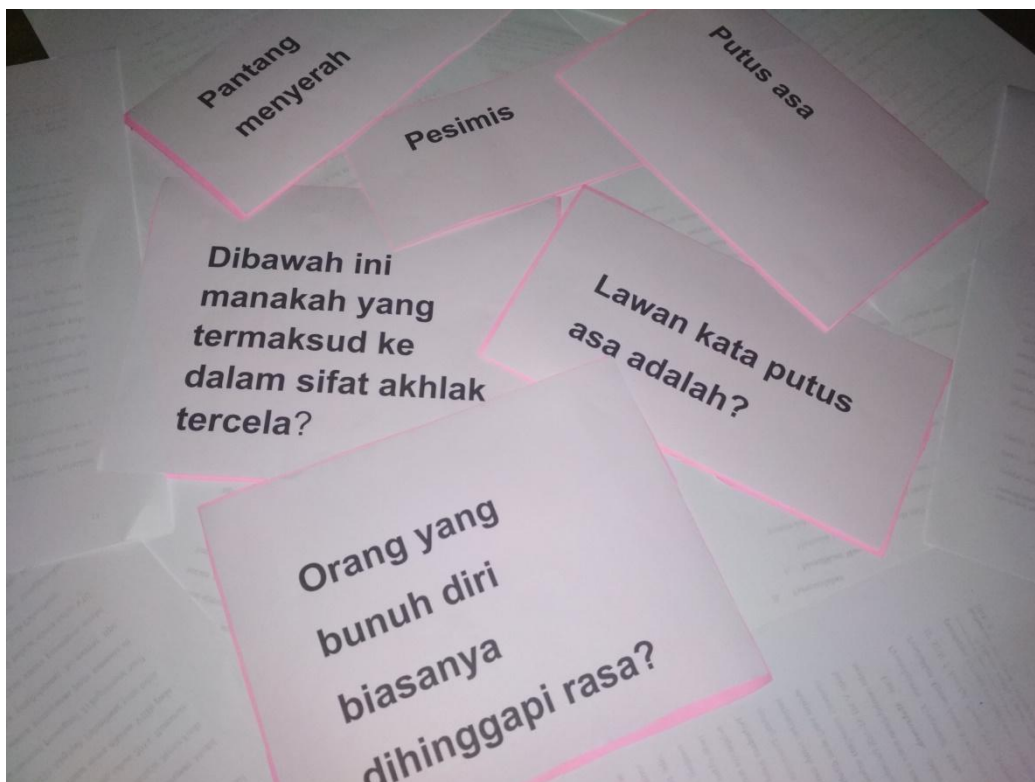 Pantang
menyerah
Pesimis
Putus asa
Dibawah ini
manakah yang
termaksud ke
dalam sifat akhlak
tercela?
Lawan kata putus
asa adalah?
Orang yang
bunuh diri
biasanya
dihinggapi rasa?